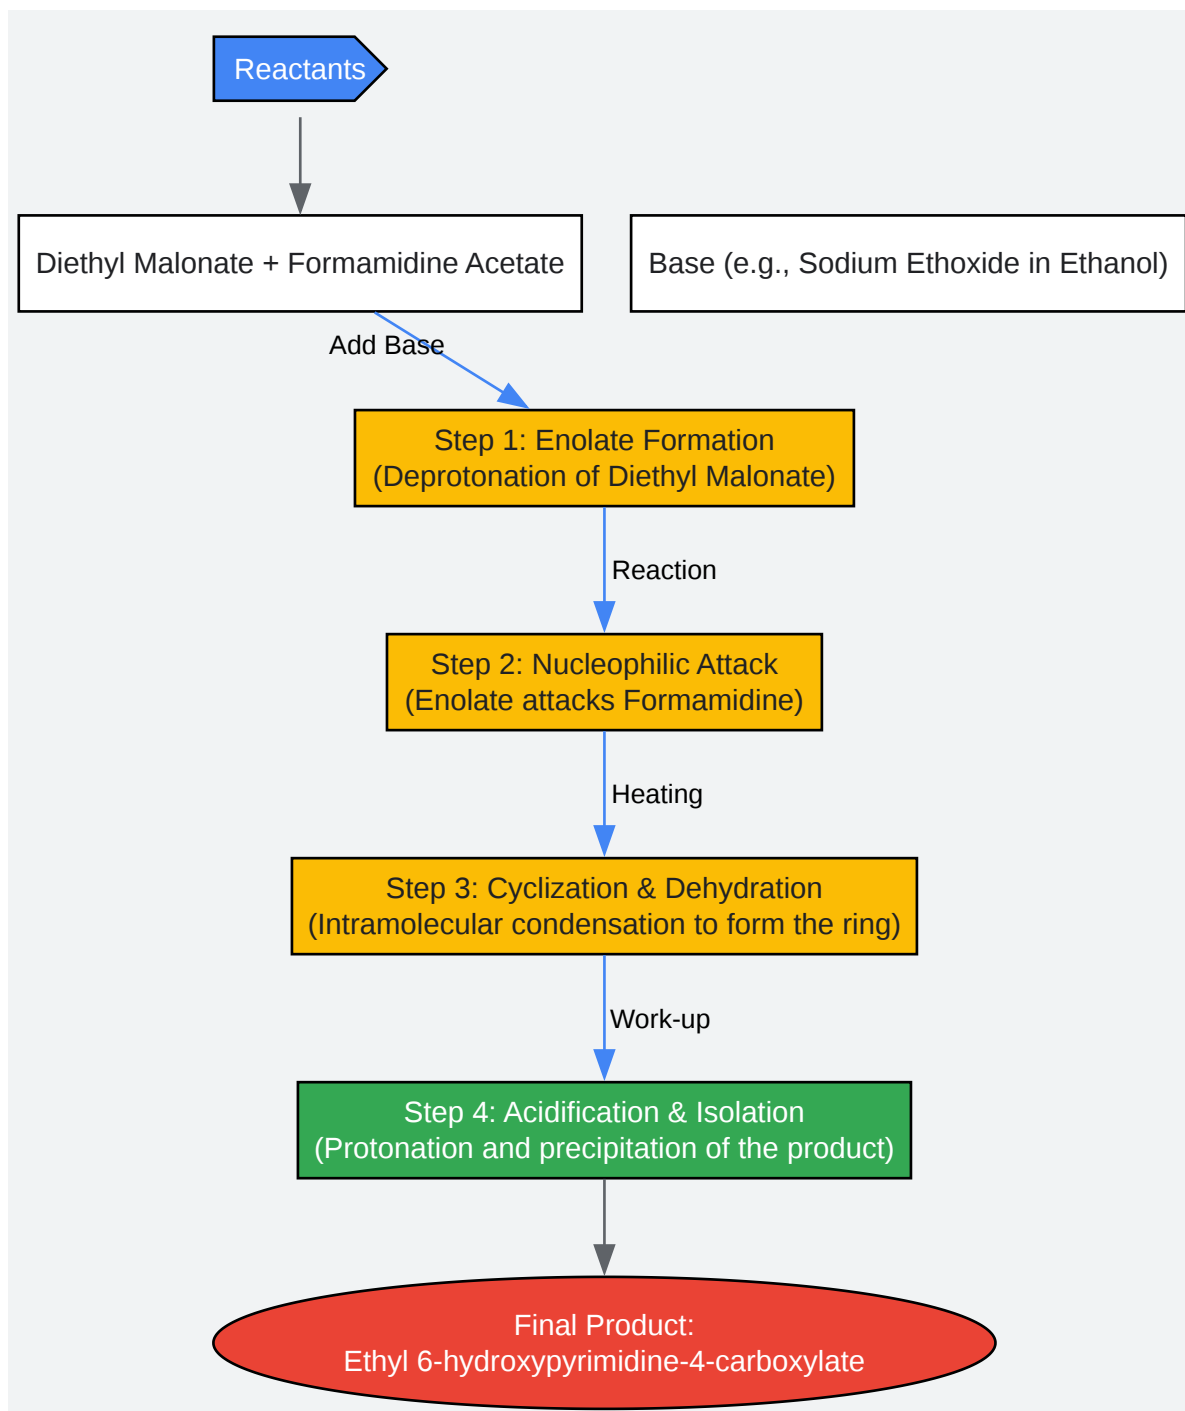 Reactants
Diethyl Malonate + Formamidine Acetate
Base (e.g., Sodium Ethoxide in Ethanol)
Add Base
Step 1: Enolate Formation
(Deprotonation of Diethyl Malonate)
Reaction
Step 2: Nucleophilic Attack
(Enolate attacks Formamidine)
Heating
Step 3: Cyclization & Dehydration
(Intramolecular condensation to form the ring)
Work-up
Step 4: Acidification & Isolation
(Protonation and precipitation of the product)
Final Product:
Ethyl 6-hydroxypyrimidine-4-carboxylate